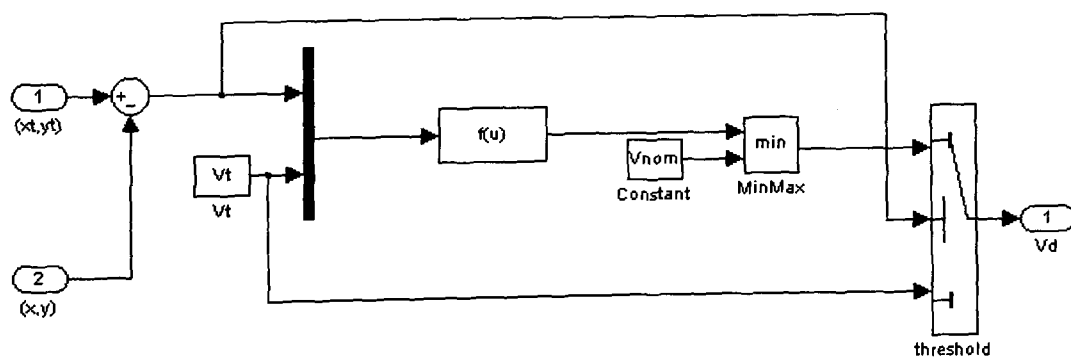 1
(xt,yt)
+
-
Vt
Vt
f(u)
Vnom
Constant
min
MinMax
1
Vd
2
(x,y)
threshold